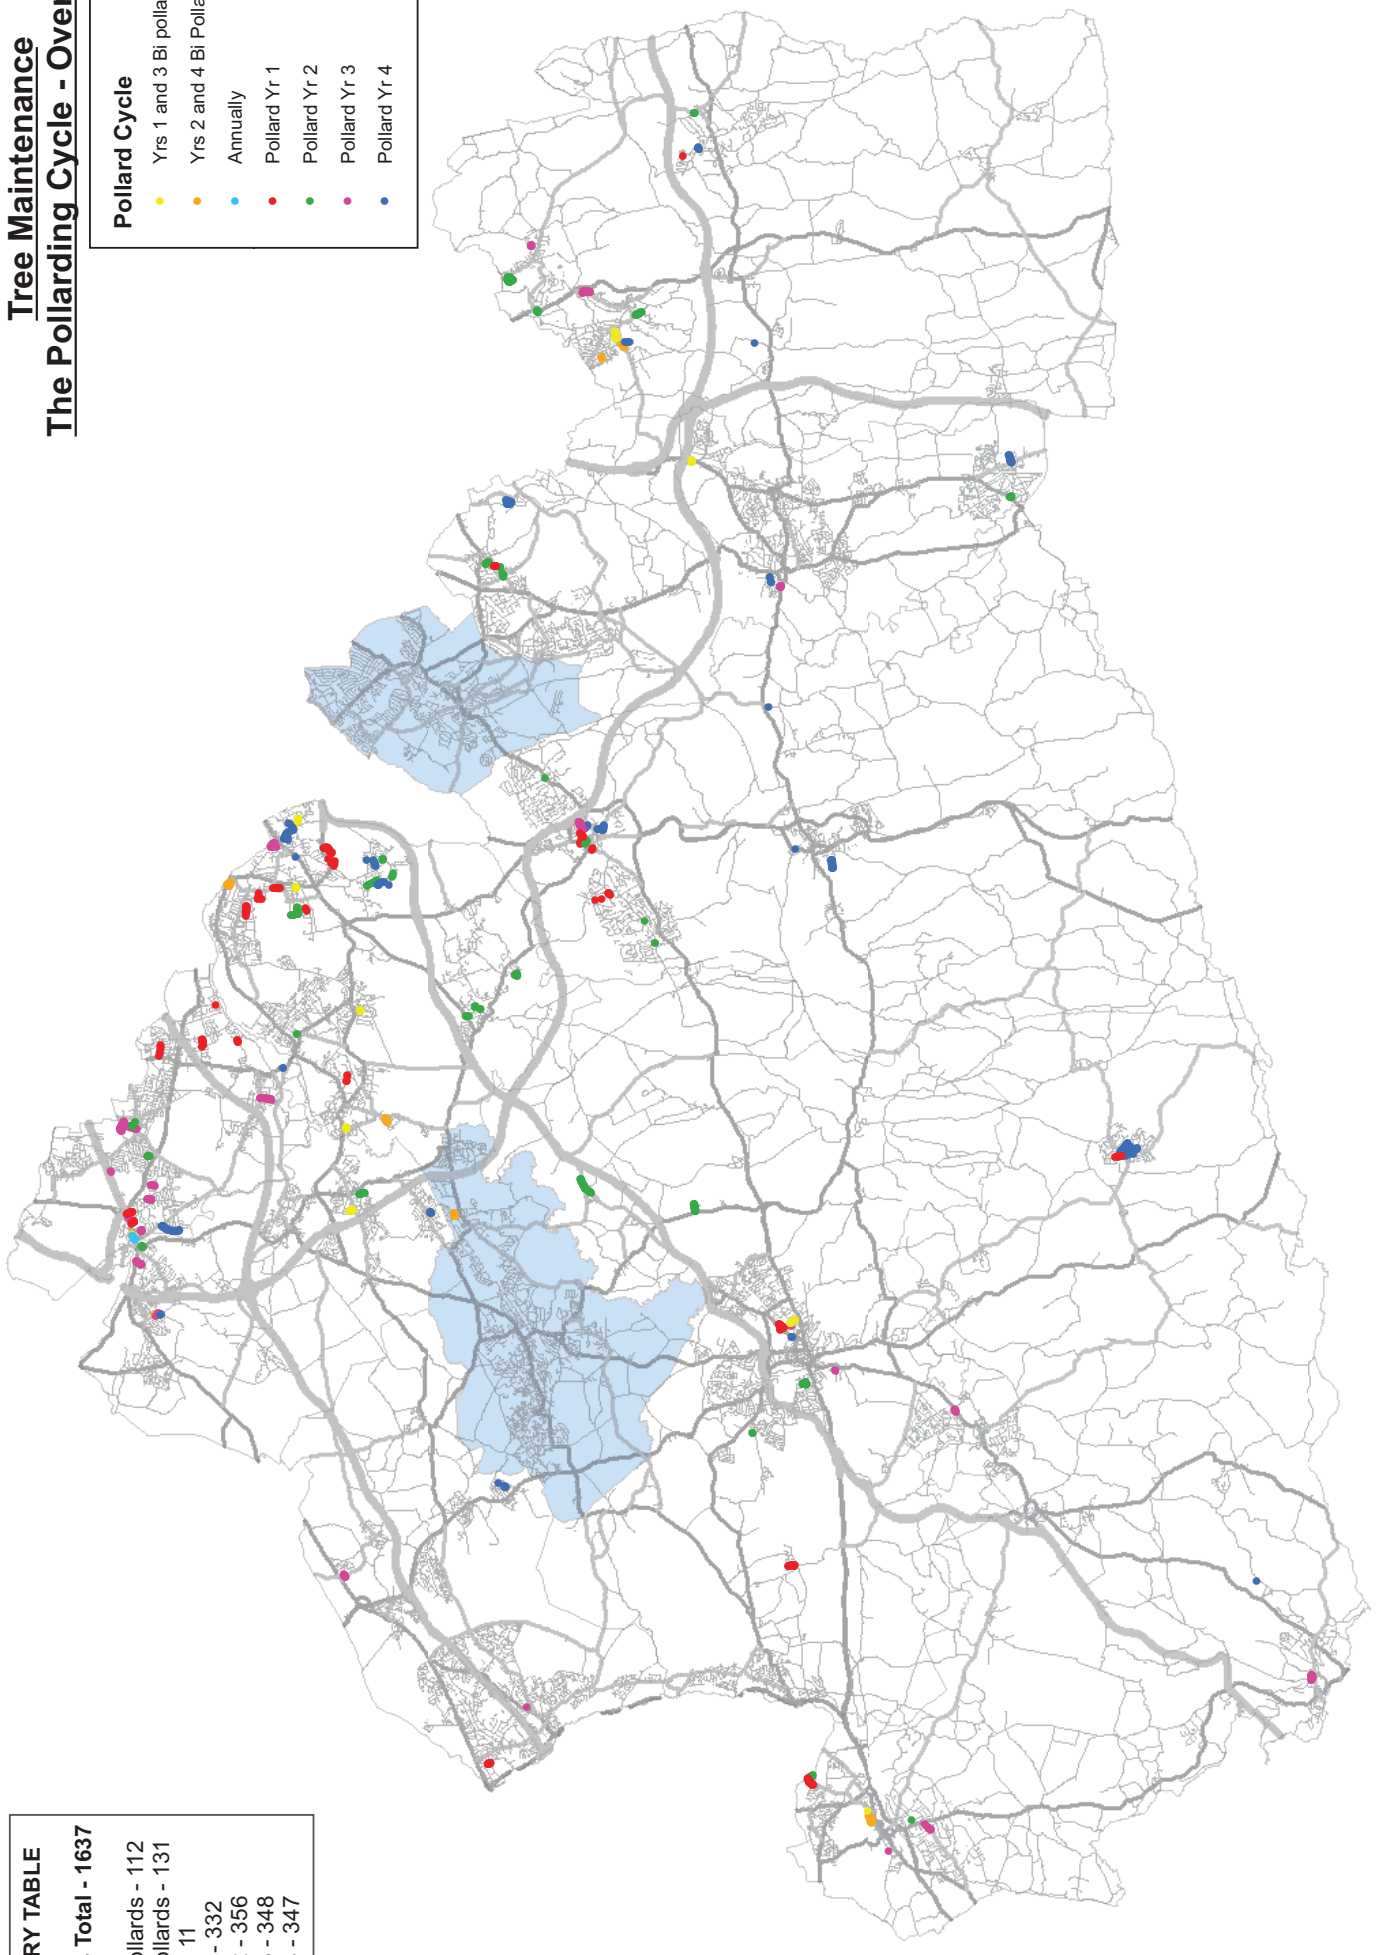 Tree Maintenance
The Pollarding Cycle - Over
Pollard Cycle
Yrs 1 and 3 Bi polla
Yrs 2 and 4 Bi Polla
Annually
Pollard Yr 1
Pollard Yr 2
Pollard Yr 3
Pollard Yr 4
RY TABLE
Total - 1637
ollards - 112
ollards - 131
11
- 332
- 356
- 348
- 347